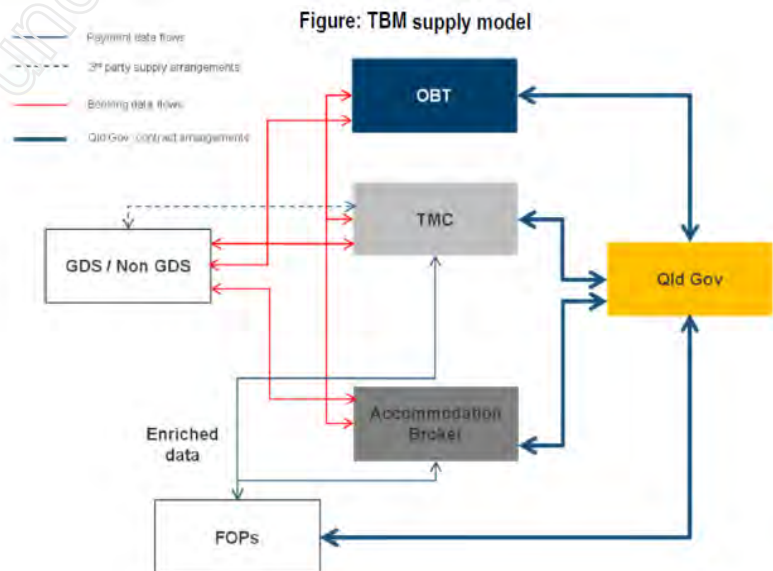 Figure: TBM supply model
Payment data flows
3rd party supply arrangements
Booking data flows
Qld Gov contract arrangements
OBT
TMC
GDS / Non GDS
Qld Gov
Accommodation
Broker
Enriched
data
FOPs